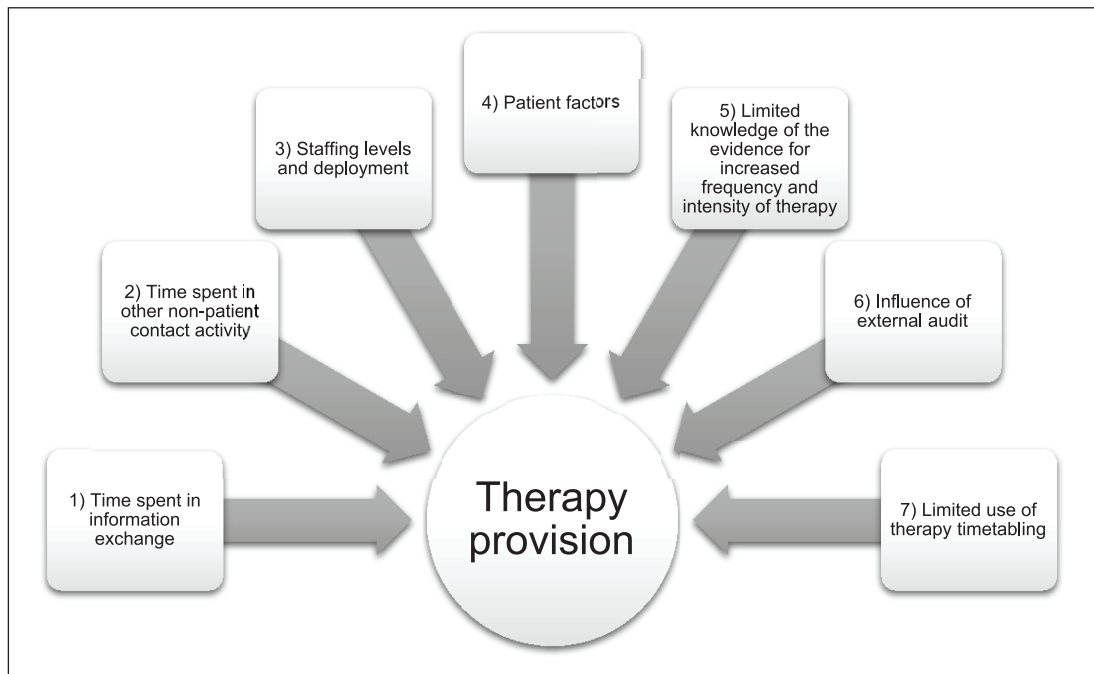 1) Time spent in
information
exchange
2) Time spent in
other non-patient
contact activity
3) Staffing levels
and deployment
4) Patient factors
5) Limited
knowledge of the
evidence for
increased
frequency and
intensity of therapy
6) Influence of
external audit
7) Limited use of
therapy timetabling
Therapy
provision